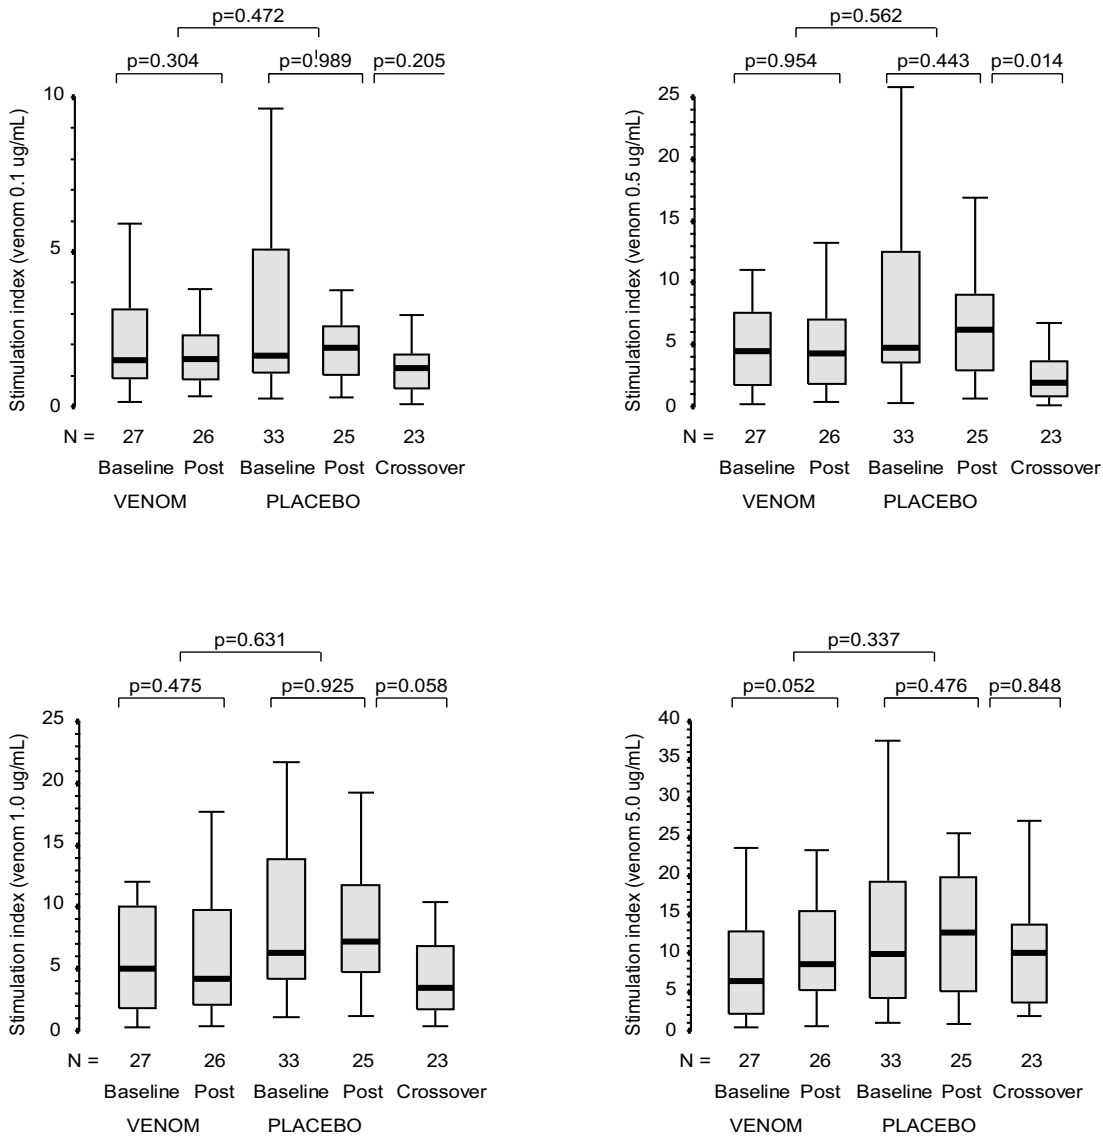 p=0.472
p=0.304 p=0.989 p=0.205
Stimulation index (venom 0.1 ug/mL)
10
5
0
N = 27 26 33 25 23
Baseline Post Baseline Post Crossover
VENOM PLACEBO
p=0.562
p=0.954 p=0.443 p=0.014
Stimulation index (venom 0.5 ug/mL)
25
20
15
10
5
0
N = 27 26 33 25 23
Baseline Post Baseline Post Crossover
VENOM PLACEBO
p=0.631
p=0.475 p=0.925 p=0.058
Stimulation index (venom 1.0 ug/mL)
25
20
15
10
5
0
N = 27 26 33 25 23
Baseline Post Baseline Post Crossover
VENOM PLACEBO
p=0.337
p=0.052 p=0.476 p=0.848
Stimulation index (venom 5.0 ug/mL)
40
35
30
25
20
15
10
5
0
N = 27 26 33 25 23
Baseline Post Baseline Post Crossover
VENOM PLACEBO